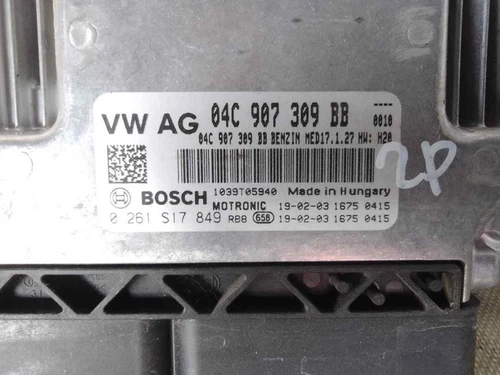 VW AG 04C 907 309 BB ----
0010
04C 907 309 BB BENZIN MED17.1.27 HW: H20
2P
BOSCH 1039T05940 Made in Hungary
MOTRONIC 19-02-03 1675 0415
0 261 S17 849 RBB 658 19-02-03 1675 0415